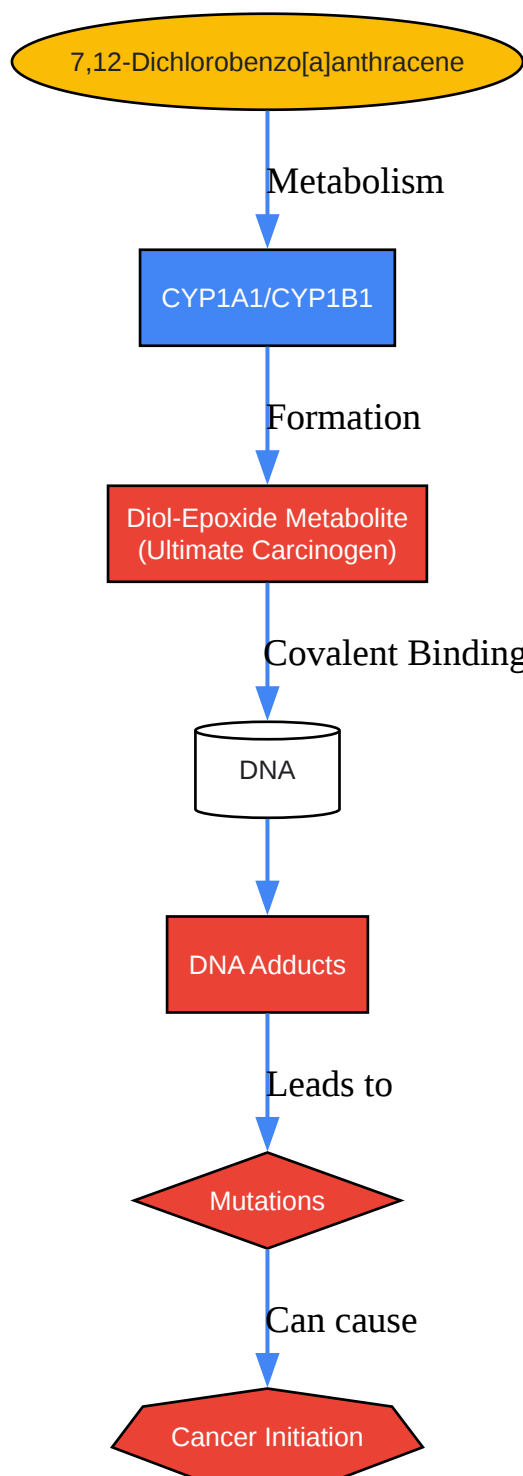 7,12-Dichlorobenzo[a]anthracene
Metabolism
CYP1A1/CYP1B1
Formation
Diol-Epoxide Metabolite
(Ultimate Carcinogen)
Covalent Binding
DNA
DNA Adducts
Leads to
Mutations
Can cause
Cancer Initiation